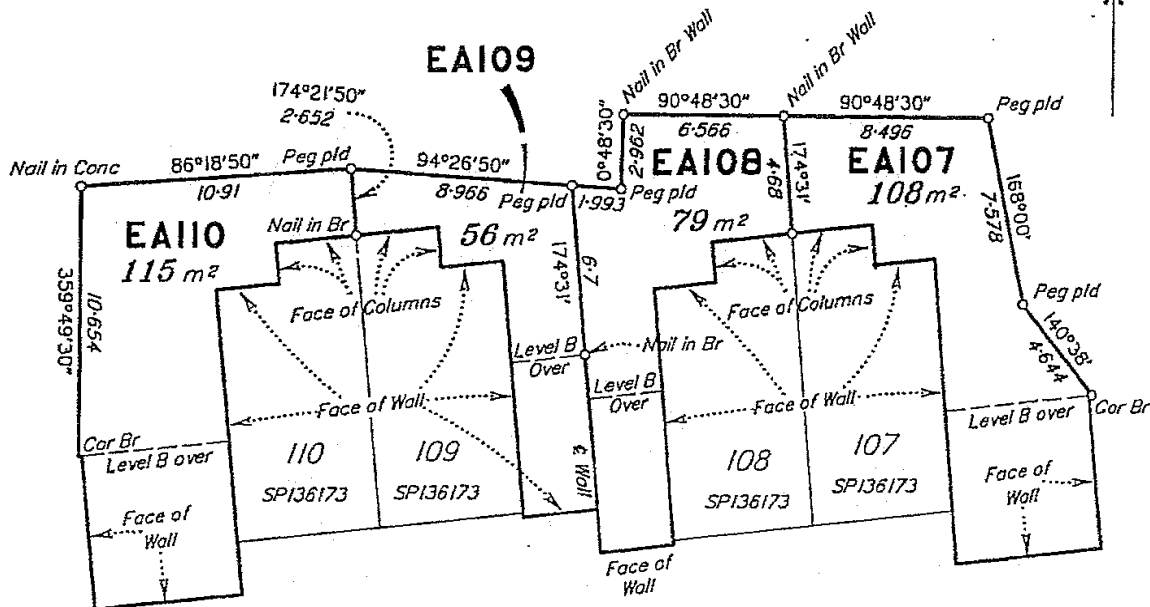 EA109
174°21'50"
2·652
Nail in Br Wall
Nail in Br Wall
90°48'30"
6·566
90°48'30"
8·496
Peg pld
Nail in Conc
86°18'50"
10·91
Peg pld
94°26'50"
8·966
Peg pld
1·993
0°48'30"
2·962
Peg pld
EA108
79 m²
174°31'
4·68
EA107
108 m²
168°00'
7·578
EA110
115 m²
Nail in Br
56 m²
174°31'
6·7
359°49'30"
10·654
Face of Columns
Face of Columns
Peg pld
140°38'
4·644
Level B
Over
Nail in Br
Level B
Over
Face of Wall
Face of Wall
Cor Br
Level B over
Cor Br
Level B over
110
SP136173
109
SP136173
℄ Wall
108
SP136173
107
SP136173
Face of
Wall
Face of
Wall
Face of
Wall